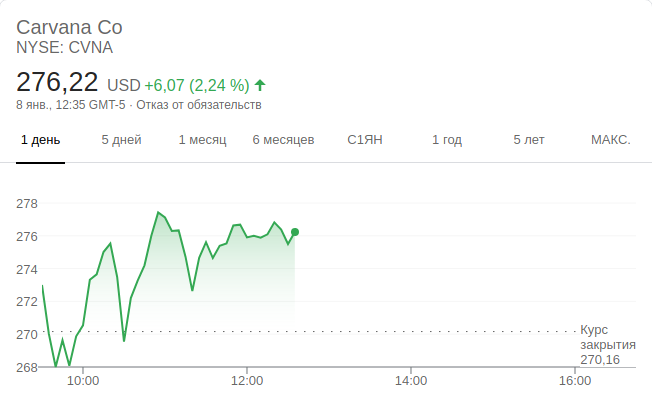 Carvana Co
NYSE: CVNA
276,22 USD +6,07 (2,24 %)
8 янв., 12:35 GMT-5 · Отказ от обязательств
1 день 5 дней 1 месяц 6 месяцев С1ЯН 1 год 5 лет МАКС.
278
276
274
272
270
268
Курс
закрытия
270,16
10:00 12:00 14:00 16:00